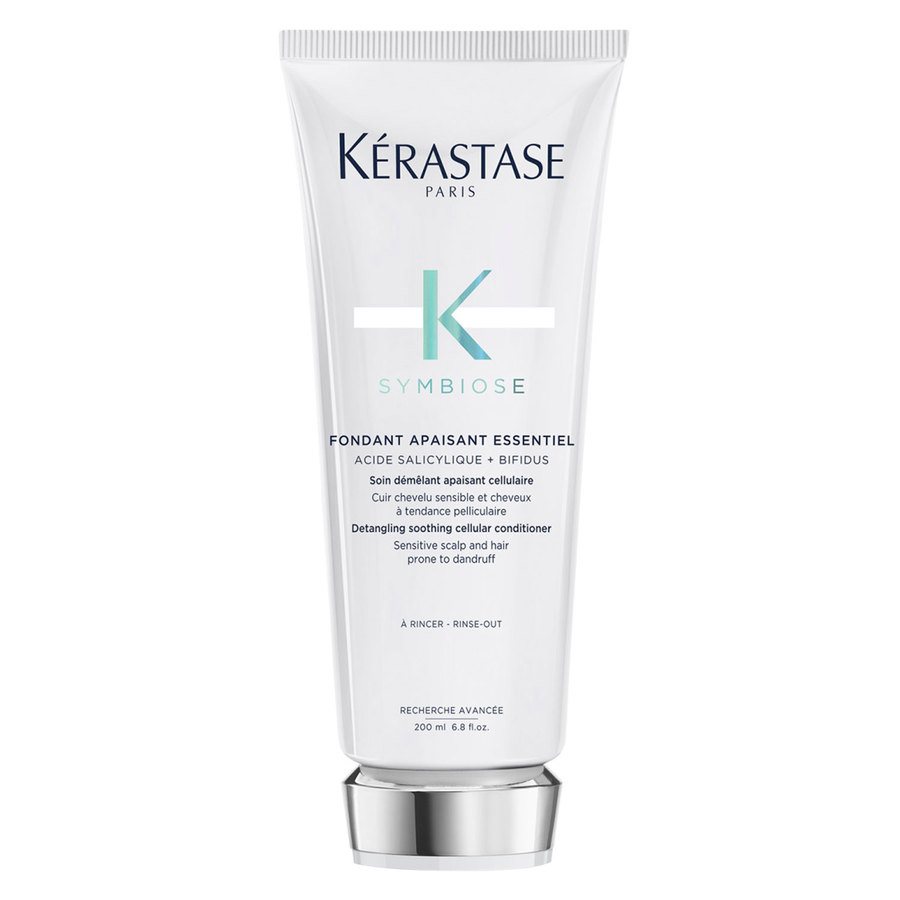 KÉRASTASE
PARIS
K
SYMBIOSE
FONDANT APAISANT ESSENTIEL
ACIDE SALICYLIQUE + BIFIDUS
Soin démêlant apaisant cellulaire
Cuir chevelu sensible et cheveux
à tendance pelliculaire
Detangling soothing cellular conditioner
Sensitive scalp and hair
prone to dandruff
À RINCER - RINSE-OUT
RECHERCHE AVANCÉE
200 ml 6.8 fl.oz.